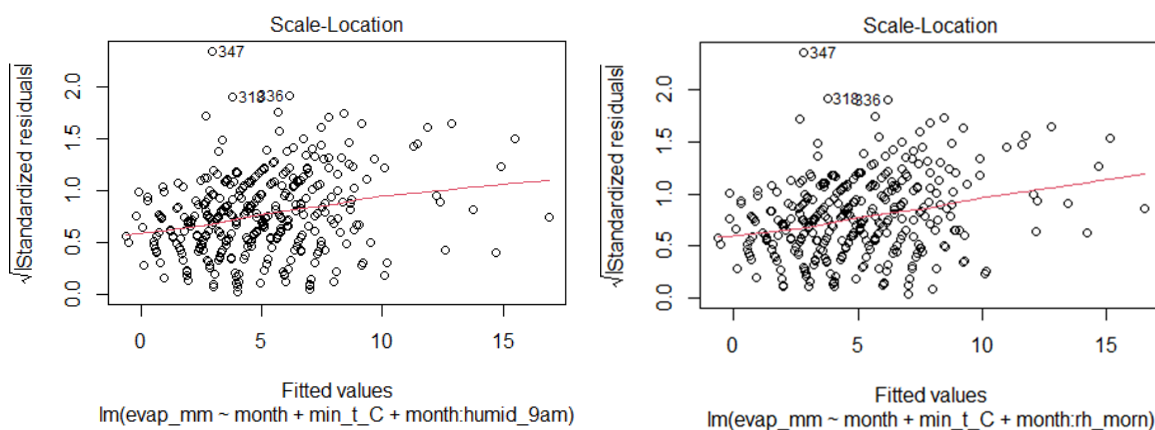 Scale-Location
√|Standardized residuals|
0.0 0.5 1.0 1.5 2.0
347
318
336
0 5 10 15
Fitted values
lm(evap_mm ~ month + min_t_C + month:humid_9am)
Scale-Location
√|Standardized residuals|
0.0 0.5 1.0 1.5 2.0
347
318
336
0 5 10 15
Fitted values
lm(evap_mm ~ month + min_t_C + month:rh_morn)